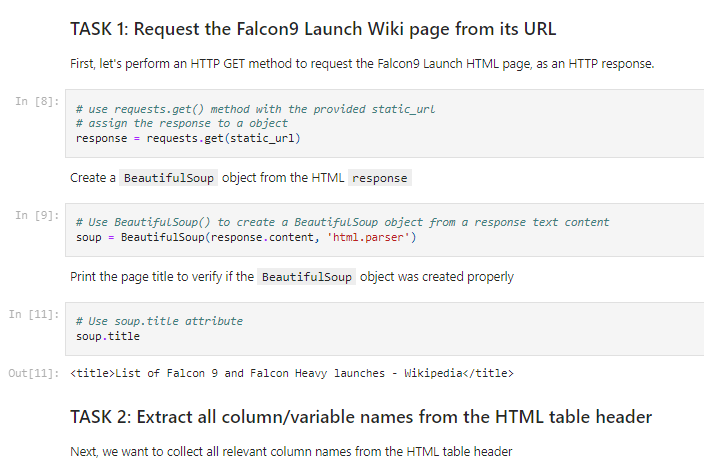 TASK 1: Request the Falcon9 Launch Wiki page from its URL
First, let's perform an HTTP GET method to request the Falcon9 Launch HTML page, as an HTTP response.
In [8]:
# use requests.get() method with the provided static_url
# assign the response to a object
response = requests.get(static_url)
Create a BeautifulSoup object from the HTML response
In [9]:
# Use BeautifulSoup() to create a BeautifulSoup object from a response text content
soup = BeautifulSoup(response.content, 'html.parser')
Print the page title to verify if the BeautifulSoup object was created properly
In [11]:
# Use soup.title attribute
soup.title
Out[11]: <title>List of Falcon 9 and Falcon Heavy launches - Wikipedia</title>
TASK 2: Extract all column/variable names from the HTML table header
Next, we want to collect all relevant column names from the HTML table header